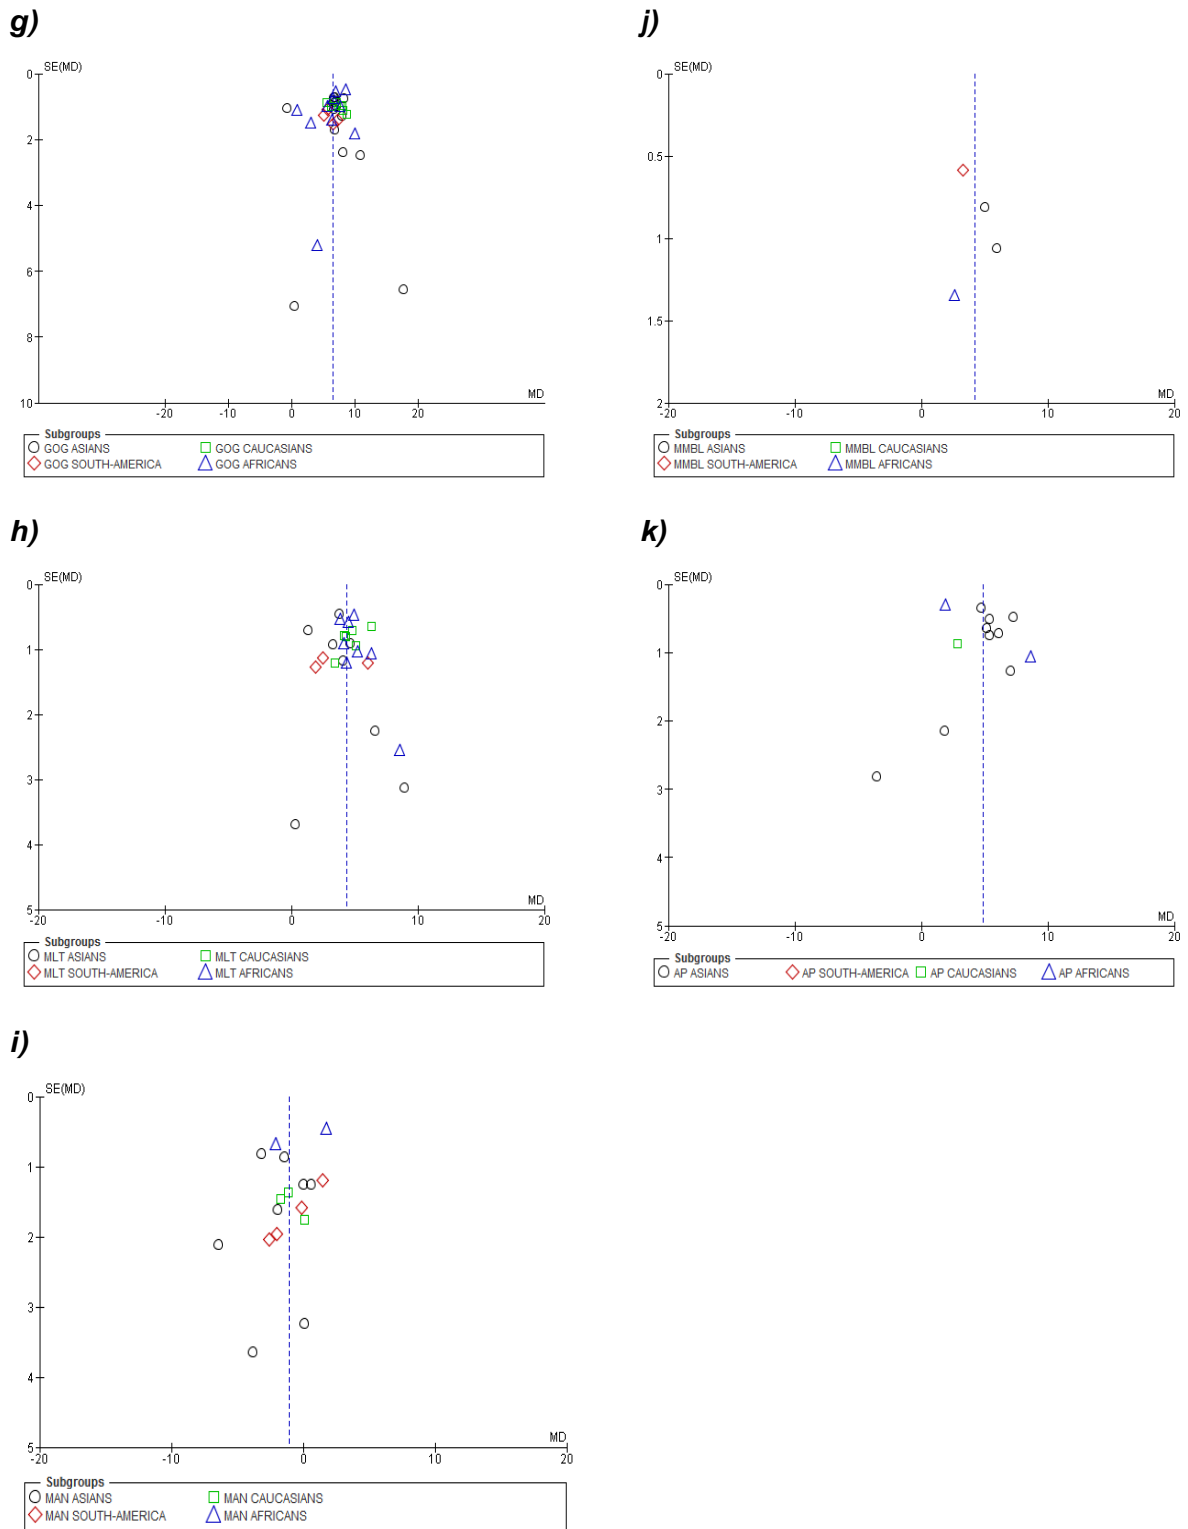 g)
SE(MD)
0
2
4
6
8
10
-20
-10
0
10
20
MD
Subgroups
GOG ASIANS
GOG CAUCASIANS
GOG SOUTH-AMERICA
GOG AFRICANS
j)
SE(MD)
0
0.5
1
1.5
2
-20
-10
0
10
20
MD
Subgroups
MMBL ASIANS
MMBL CAUCASIANS
MMBL SOUTH-AMERICA
MMBL AFRICANS
h)
SE(MD)
0
1
2
3
4
5
-20
-10
0
10
20
MD
Subgroups
MLT ASIANS
MLT CAUCASIANS
MLT SOUTH-AMERICA
MLT AFRICANS
k)
SE(MD)
0
1
2
3
4
5
-20
-10
0
10
20
MD
Subgroups
AP ASIANS
AP SOUTH-AMERICA
AP CAUCASIANS
AP AFRICANS
i)
SE(MD)
0
1
2
3
4
5
-20
-10
0
10
20
MD
Subgroups
MAN ASIANS
MAN CAUCASIANS
MAN SOUTH-AMERICA
MAN AFRICANS